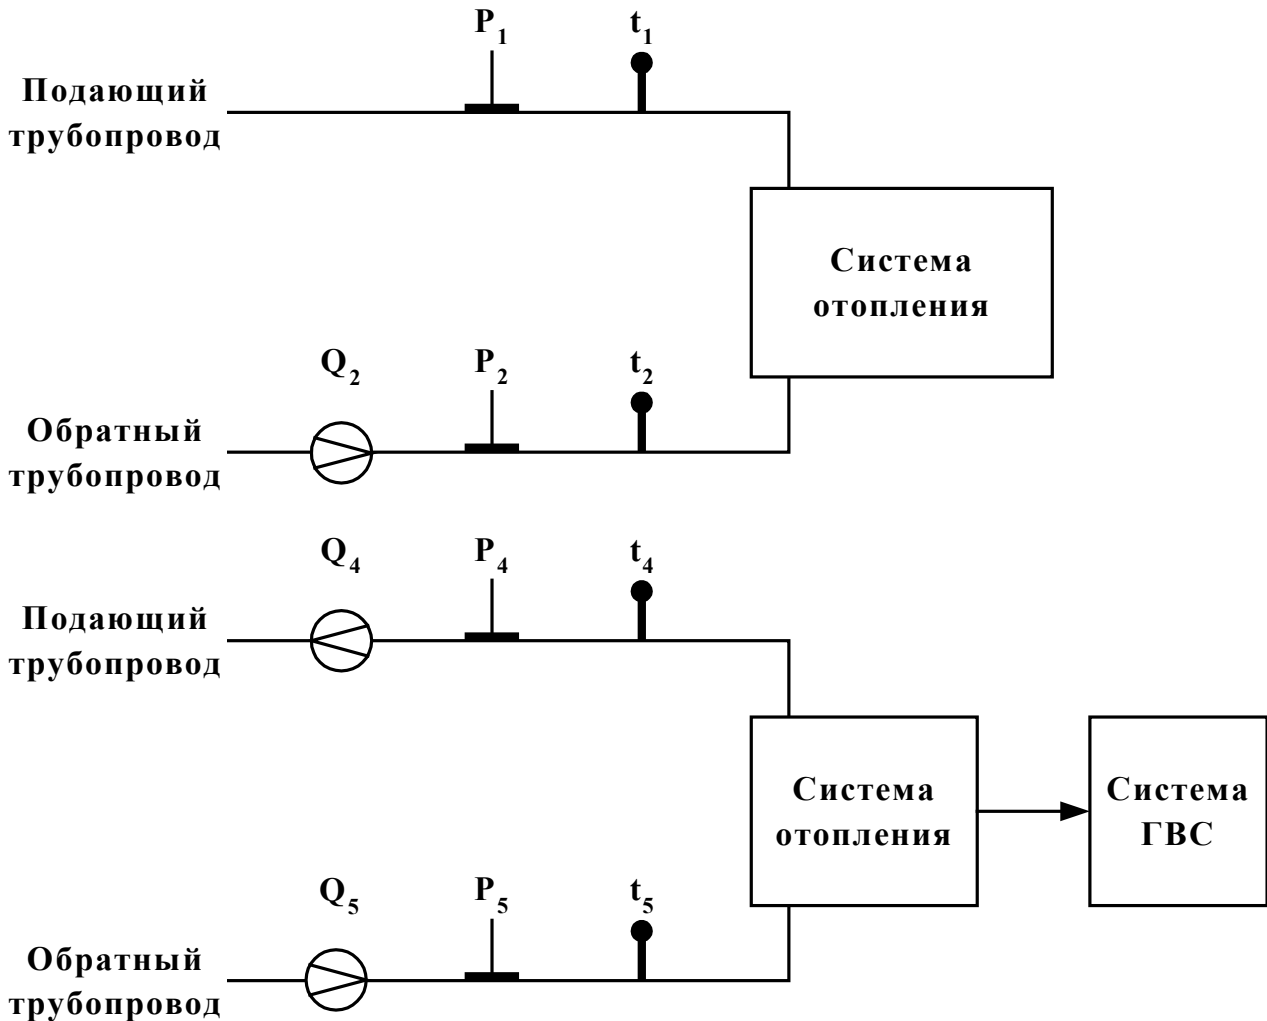 P1 t1
Подающий
трубопровод
Система
отопления
Q2 P2 t2
Обратный
трубопровод
Q4 P4 t4
Подающий
трубопровод
Система
отопления
Система
ГВС
Q5 P5 t5
Обратный
трубопровод